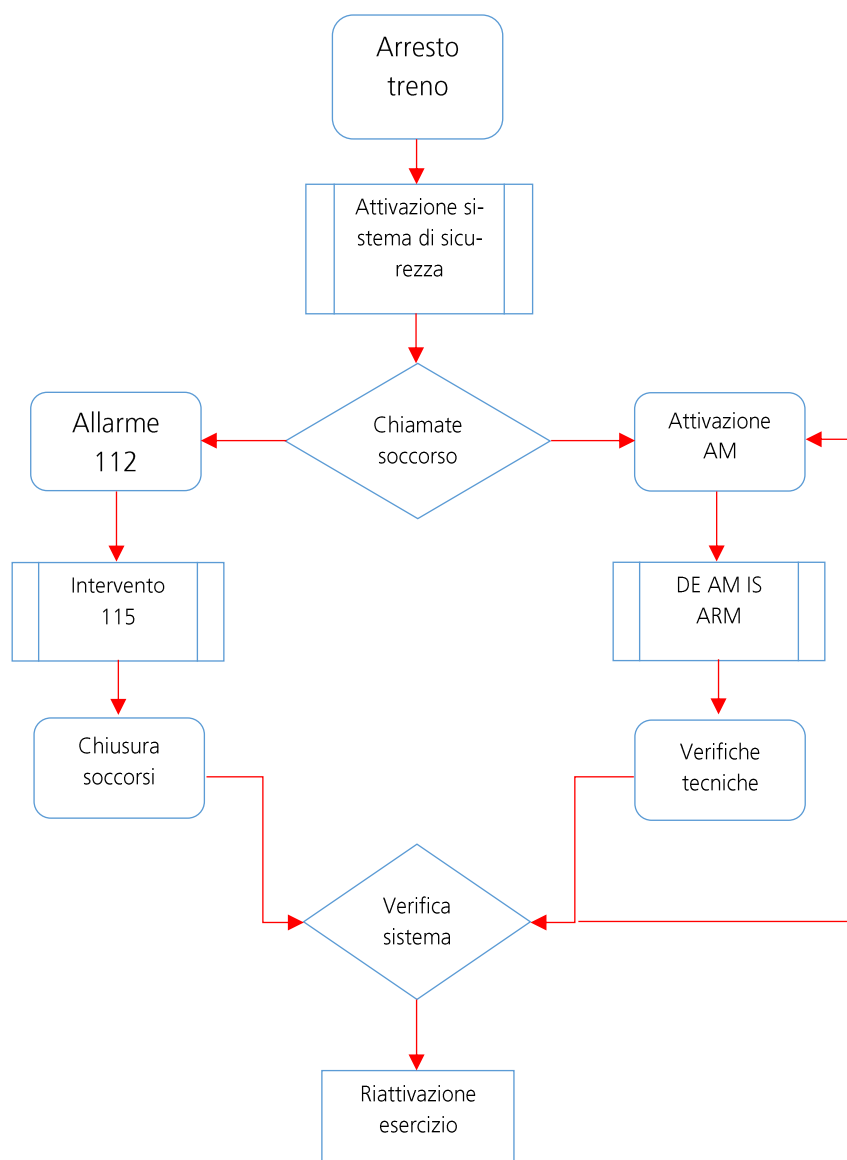 Arresto
treno
Attivazione si-
stema di sicu-
rezza
Chiamate
soccorso
Allarme
112
Attivazione
AM
Intervento
115
DE AM IS
ARM
Chiusura
soccorsi
Verifiche
tecniche
Verifica
sistema
Riattivazione
esercizio